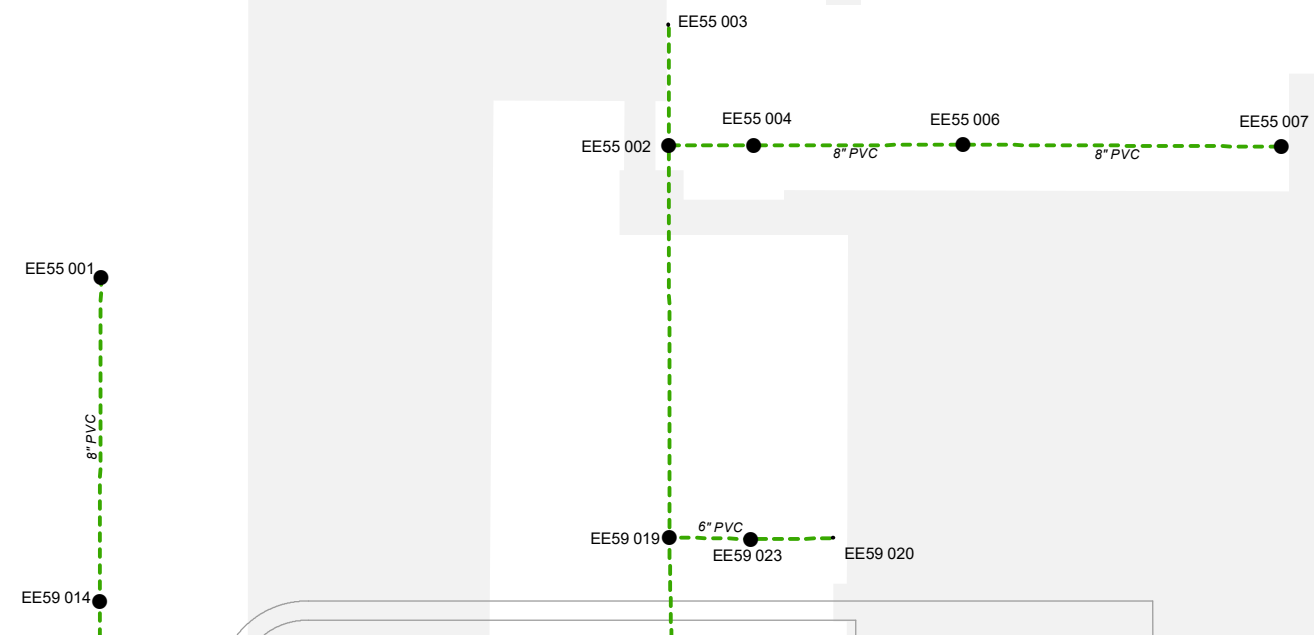 EE55 003
EE55 004
EE55 006
EE55 007
EE55 002
8" PVC
8" PVC
EE55 001
8" PVC
6" PVC
EE59 019
EE59 023
EE59 020
EE59 014